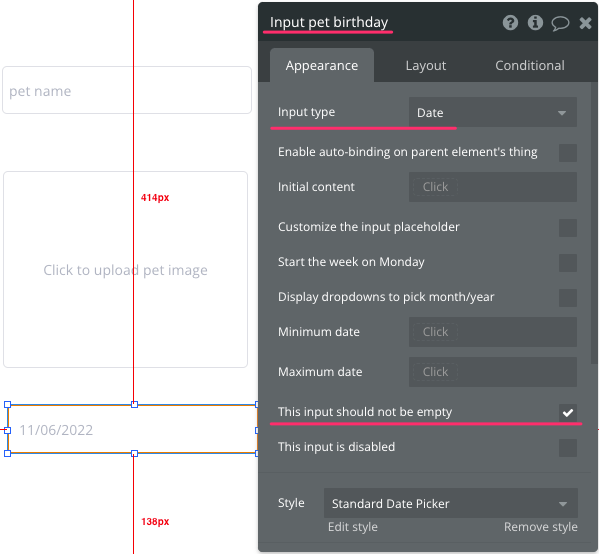 Input pet birthday
Appearance
Layout
Conditional
Input type
Date
Enable auto-binding on parent element's thing
Initial content
Click
Customize the input placeholder
Start the week on Monday
Display dropdowns to pick month/year
Minimum date
Click
Maximum date
Click
This input should not be empty
This input is disabled
Style
Standard Date Picker
Edit style
Remove style
pet name
414px
Click to upload pet image
11/06/2022
138px